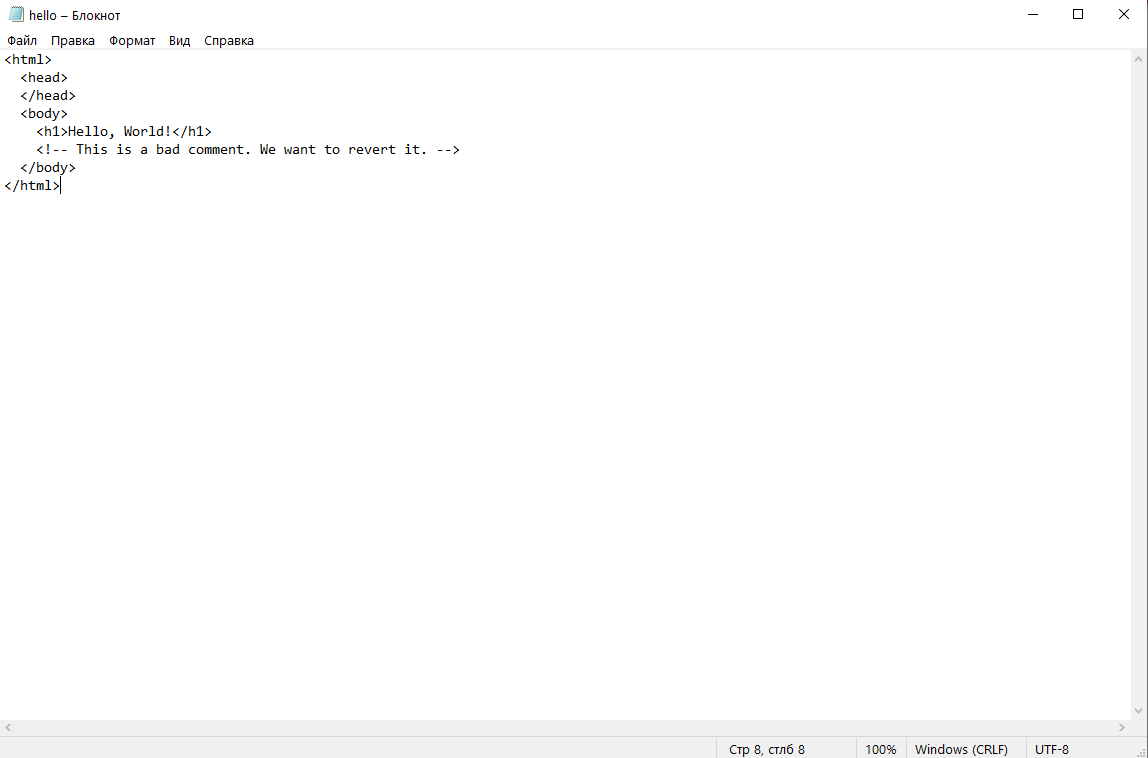 hello – Блокнот
Файл Правка Формат Вид Справка
<html>
  <head>
  </head>
  <body>
    <h1>Hello, World!</h1>
    <!-- This is a bad comment. We want to revert it. -->
  </body>
</html>
Стр 8, стлб 8 100% Windows (CRLF) UTF-8